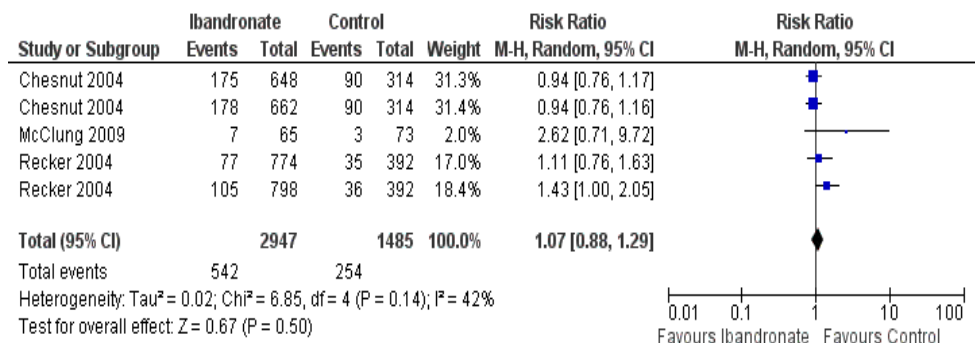 Ibandronate Control Risk Ratio Risk Ratio
Study or Subgroup Events Total Events Total Weight M-H, Random, 95% CI M-H, Random, 95% CI
Chesnut 2004 175 648 90 314 31.3% 0.94 [0.76, 1.17]
Chesnut 2004 178 662 90 314 31.4% 0.94 [0.76, 1.16]
McClung 2009 7 65 3 73 2.0% 2.62 [0.71, 9.72]
Recker 2004 77 774 35 392 17.0% 1.11 [0.76, 1.63]
Recker 2004 105 798 36 392 18.4% 1.43 [1.00, 2.05]
Total (95% CI) 2947 1485 100.0% 1.07 [0.88, 1.29]
Total events 542 254
Heterogeneity: Tau² = 0.02; Chi² = 6.85, df = 4 (P = 0.14); I² = 42%
Test for overall effect: Z = 0.67 (P = 0.50)
0.01 0.1 1 10 100
Favours Ibandronate Favours Control